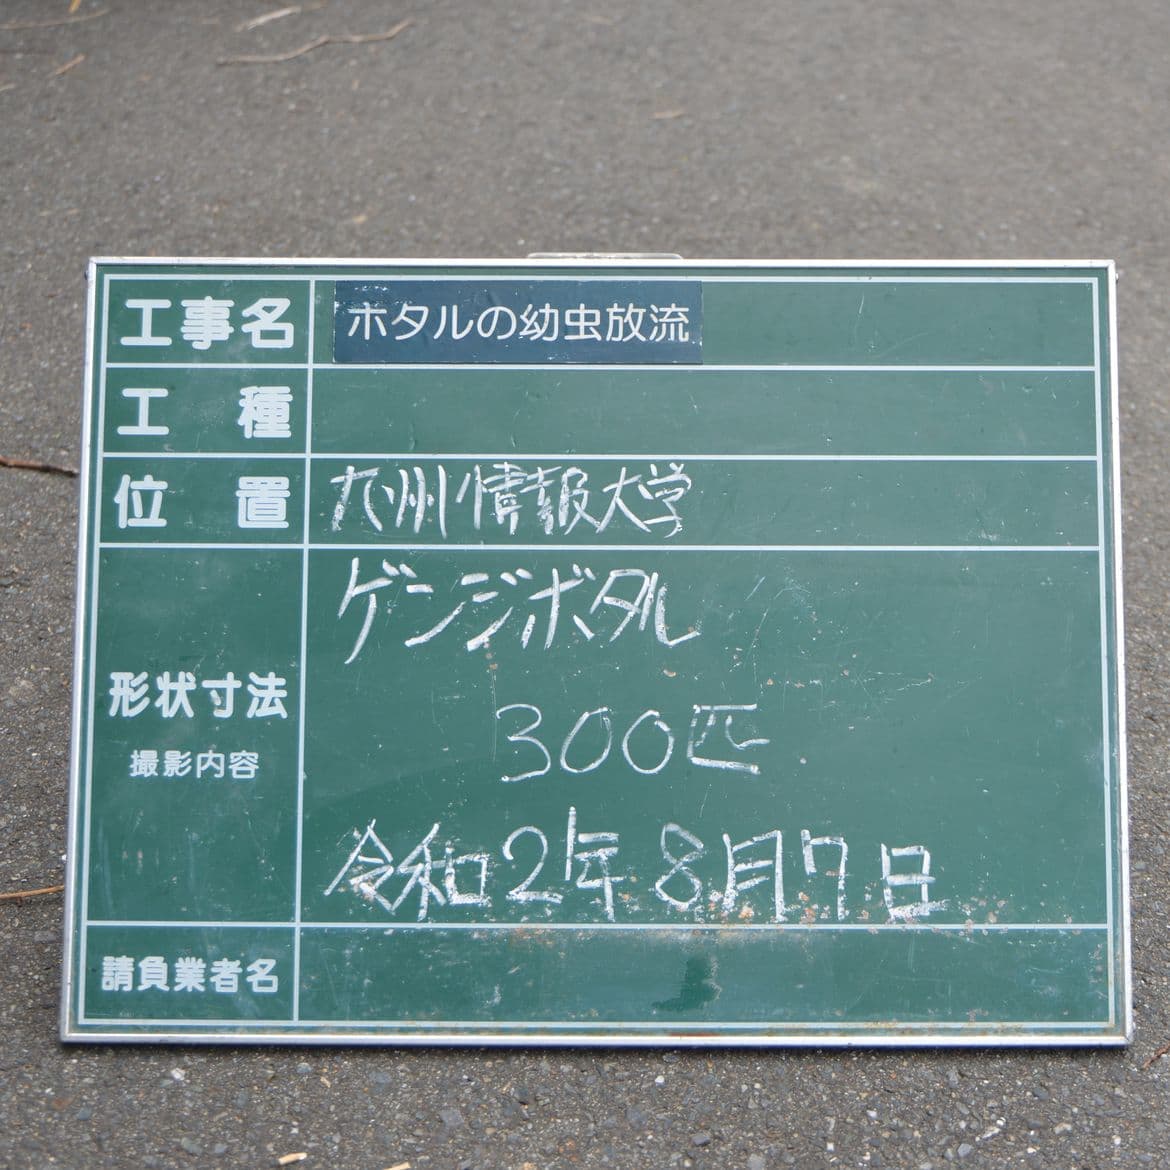 工事名 ホタルの幼虫放流
工種
位置 九州情報大学
形状寸法
撮影内容
ゲンジボタル
300匹
令和2年8月7日
請負業者名